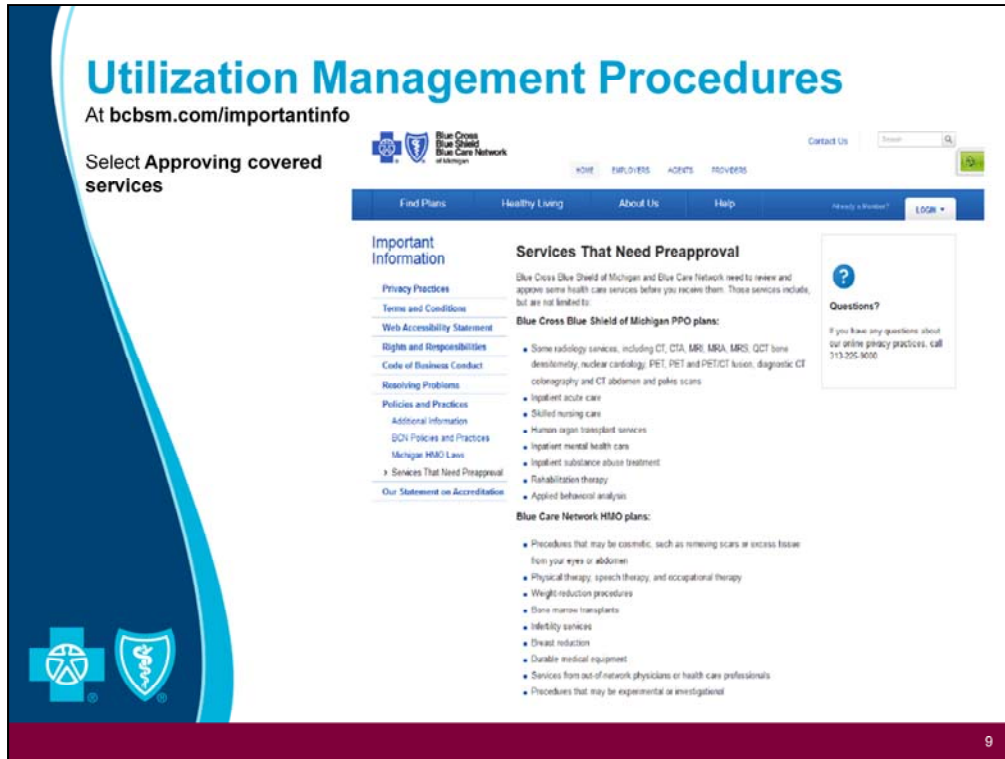 Utilization Management Procedures
At bcbsm.com/importantinfo
Select Approving covered
services
Blue Cross
Blue Shield
Blue Care Network
of Michigan
Contact Us
Search
HOME EMPLOYERS AGENTS PROVIDERS
Find Plans Healthy Living About Us Help Already a Member? LOGIN
Important
Information
Privacy Practices
Terms and Conditions
Web Accessibility Statement
Rights and Responsibilities
Code of Business Conduct
Resolving Problems
Policies and Practices
Additional Information
BCN Policies and Practices
Michigan HMO Laws
› Services That Need Preapproval
Our Statement on Accreditation
Services That Need Preapproval
Blue Cross Blue Shield of Michigan and Blue Care Network need to review and
approve some health care services before you receive them. Those services include,
but are not limited to:
Blue Cross Blue Shield of Michigan PPO plans:
• Some radiology services, including CT, CTA, MRI, MRA, MRS, QCT bone
densitometry, nuclear cardiology, PET, PET and PET/CT fusion, diagnostic CT
colonography and CT abdomen and pelvis scans
• Inpatient acute care
• Skilled nursing care
• Human organ transplant services
• Inpatient mental health care
• Inpatient substance abuse treatment
• Rehabilitation therapy
• Applied behavioral analysis
Blue Care Network HMO plans:
• Procedures that may be cosmetic, such as removing scars or excess tissue
from your eyes or abdomen
• Physical therapy, speech therapy, and occupational therapy
• Weight reduction procedures
• Bone marrow transplants
• Infertility services
• Breast reduction
• Durable medical equipment
• Services from out-of-network physicians or health care professionals
• Procedures that may be experimental or investigational
?
Questions?
If you have any questions about
our online privacy practices, call
313-225-9000
9